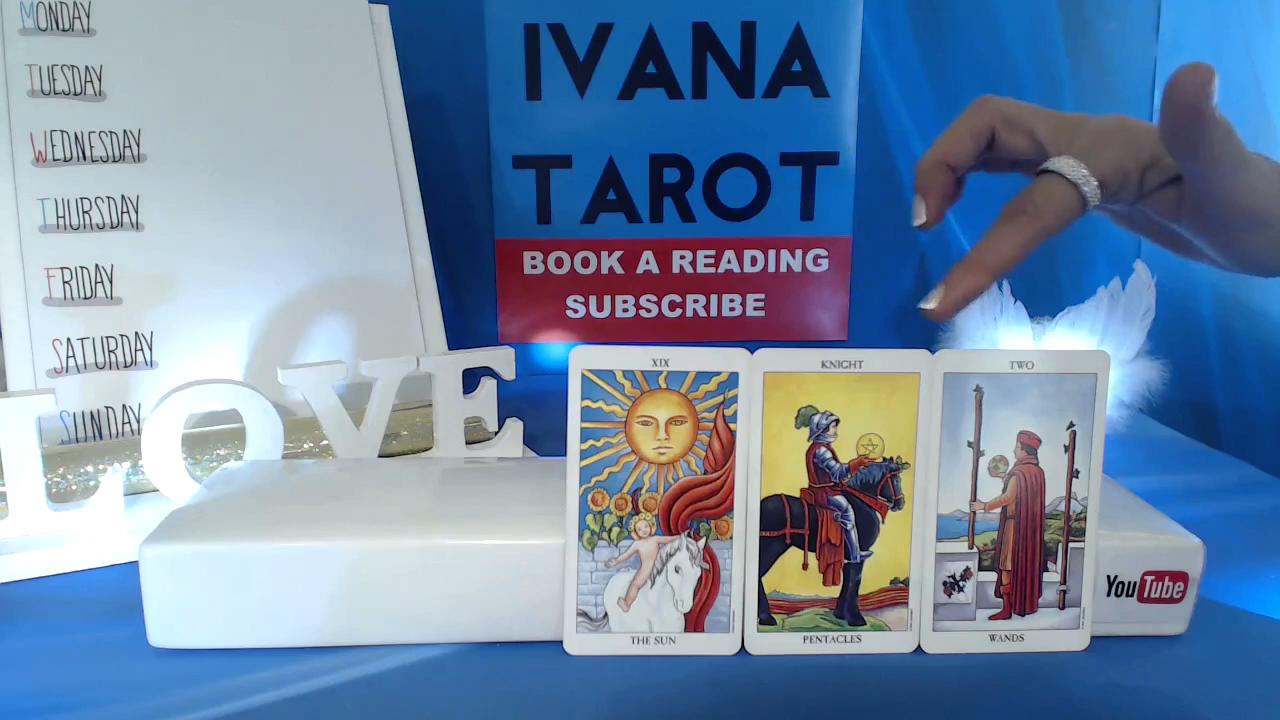 MONDAY
TUESDAY
WEDNESDAY
THURSDAY
FRIDAY
SATURDAY
SUNDAY
LOVE
IVANA
TAROT
BOOK A READING
SUBSCRIBE
XIX
THE SUN
KNIGHT
PENTACLES
TWO
WANDS
YouTube